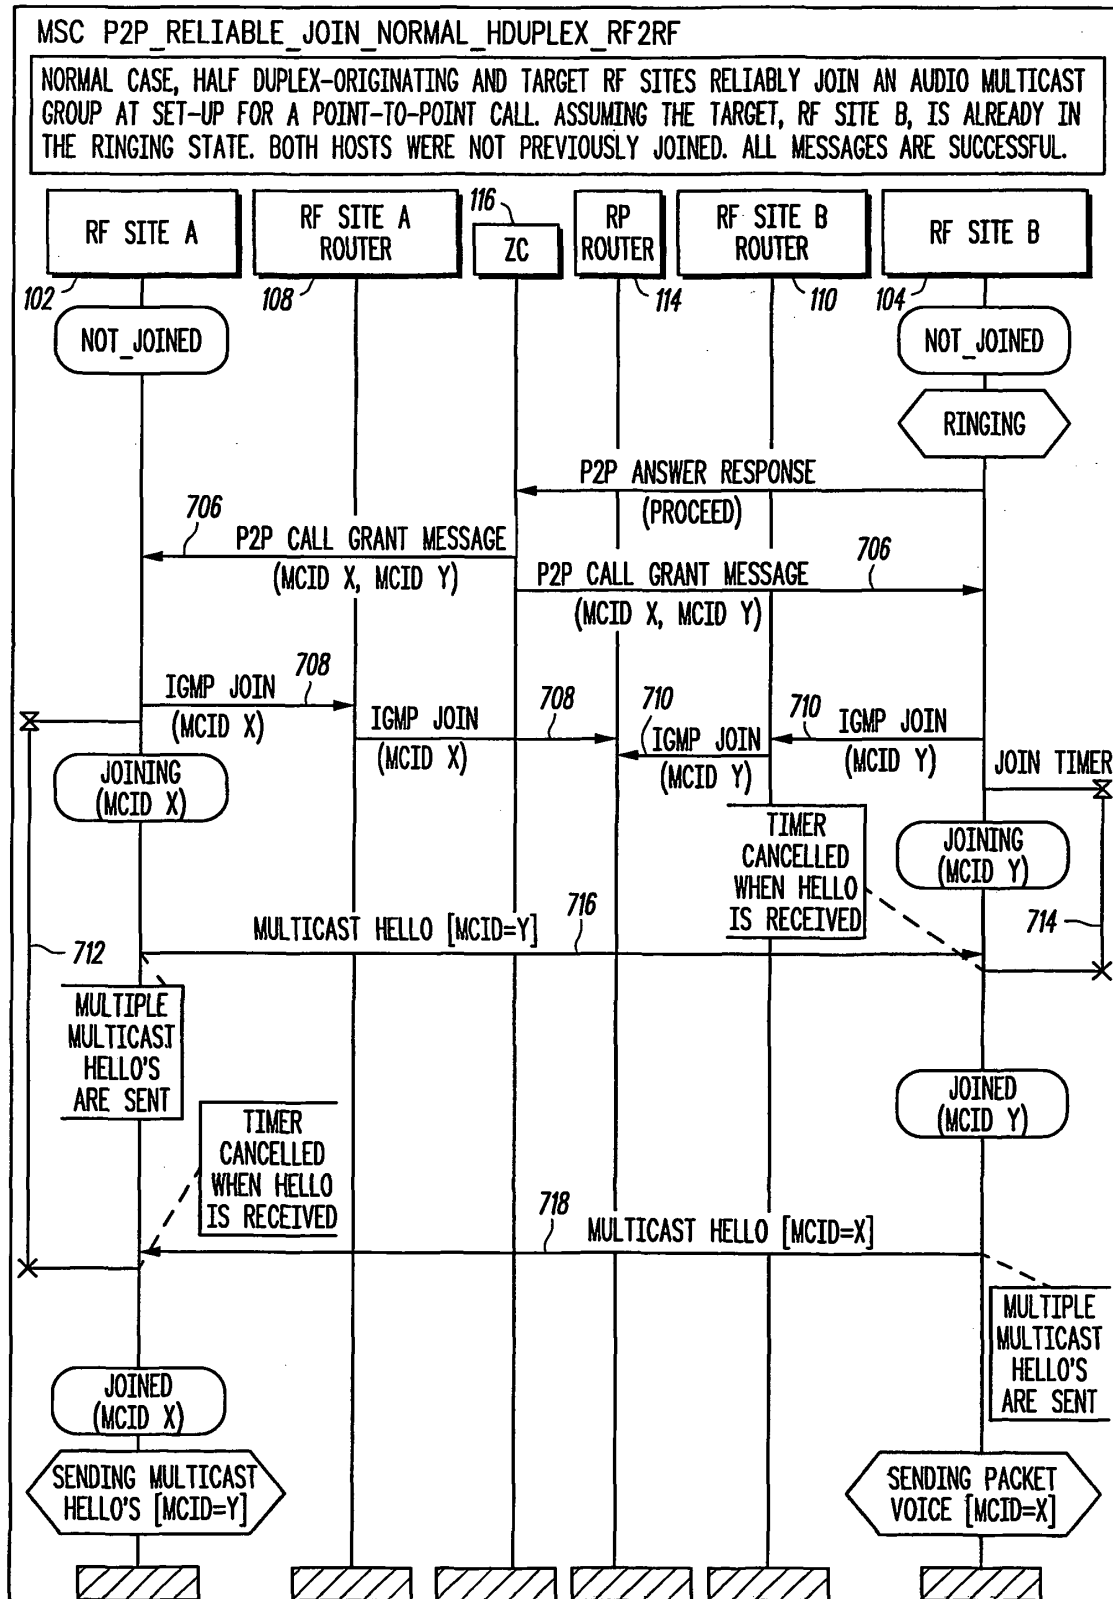 MSC P2P_RELIABLE_JOIN_NORMAL_HDUPLEX_RF2RF
NORMAL CASE, HALF DUPLEX-ORIGINATING AND TARGET RF SITES RELIABLY JOIN AN AUDIO MULTICAST
GROUP AT SET-UP FOR A POINT-TO-POINT CALL. ASSUMING THE TARGET, RF SITE B, IS ALREADY IN
THE RINGING STATE. BOTH HOSTS WERE NOT PREVIOUSLY JOINED. ALL MESSAGES ARE SUCCESSFUL.
RF SITE A
RF SITE A
ROUTER
116
ZC
RP
ROUTER
RF SITE B
ROUTER
RF SITE B
102
108
114
110
104
NOT_JOINED
NOT_JOINED
RINGING
P2P ANSWER RESPONSE
(PROCEED)
706
P2P CALL GRANT MESSAGE
(MCID X, MCID Y)
706
P2P CALL GRANT MESSAGE
(MCID X, MCID Y)
708
IGMP JOIN
(MCID X)
708
IGMP JOIN
(MCID X)
710
IGMP JOIN
(MCID Y)
710
IGMP JOIN
(MCID Y)
JOIN TIMER
JOINING
(MCID X)
TIMER
CANCELLED
WHEN HELLO
IS RECEIVED
JOINING
(MCID Y)
714
712
MULTICAST HELLO [MCID=Y]
716
MULTIPLE
MULTICAST
HELLO'S
ARE SENT
JOINED
(MCID Y)
TIMER
CANCELLED
WHEN HELLO
IS RECEIVED
718
MULTICAST HELLO [MCID=X]
MULTIPLE
MULTICAST
HELLO'S
ARE SENT
JOINED
(MCID X)
SENDING MULTICAST
HELLO'S [MCID=Y]
SENDING PACKET
VOICE [MCID=X]